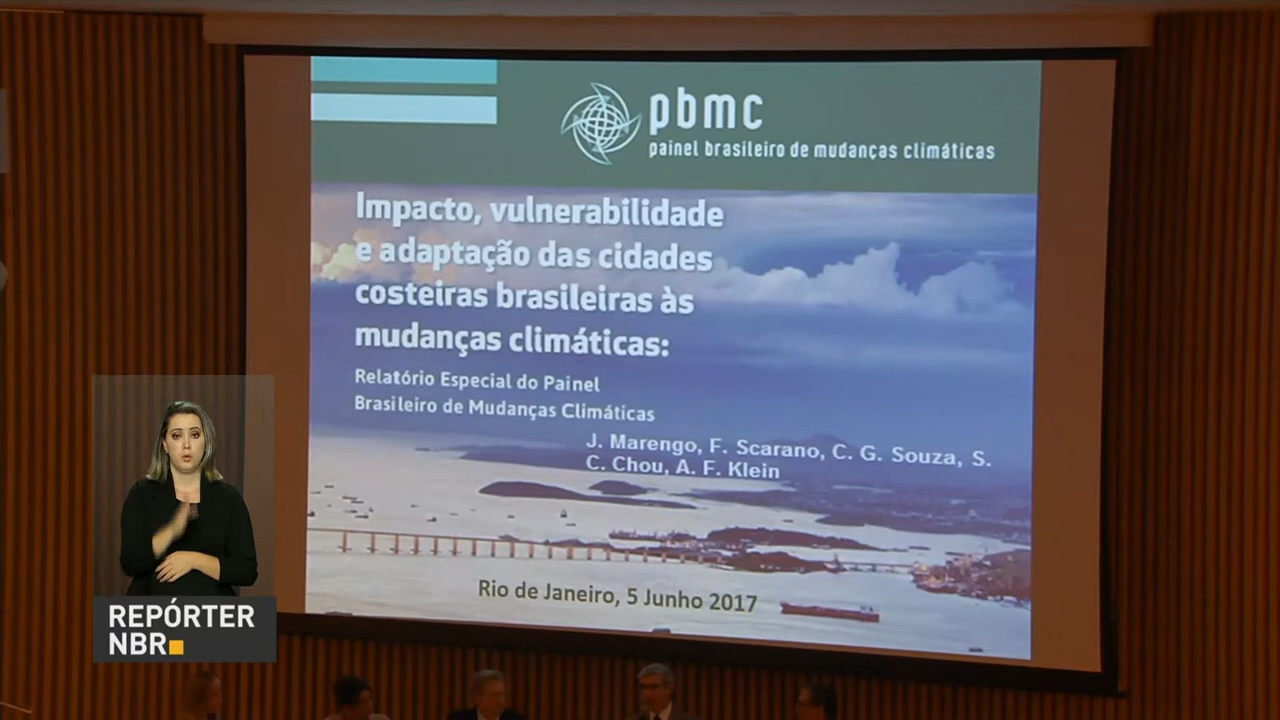 pbmc
painel brasileiro de mudanças climáticas
Impacto, vulnerabilidade
e adaptação das cidades
costeiras brasileiras às
mudanças climáticas:
Relatório Especial do Painel
Brasileiro de Mudanças Climáticas
J. Marengo, F. Scarano, C. G. Souza, S.
C. Chou, A. F. Klein
Rio de Janeiro, 5 Junho 2017
REPÓRTER
NBR